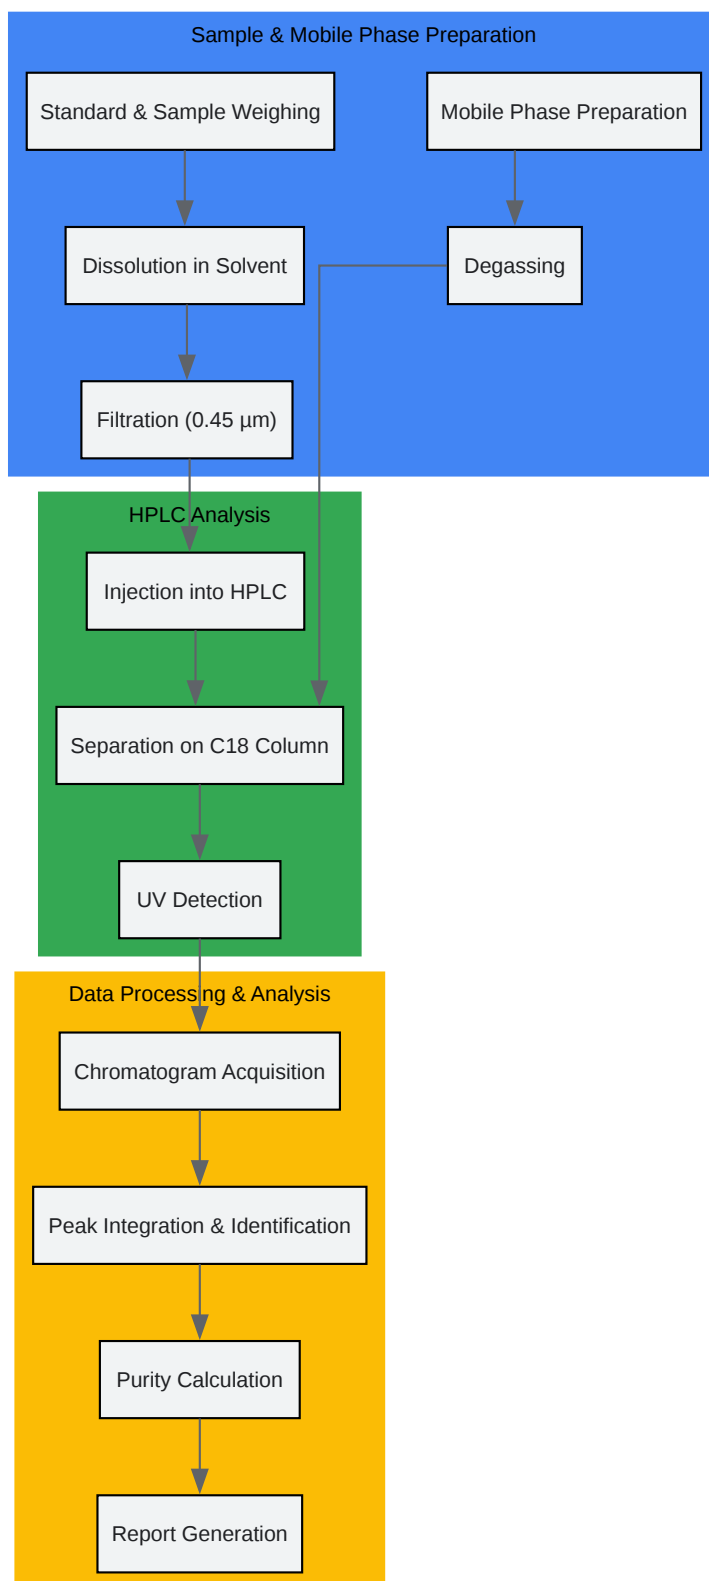 Sample & Mobile Phase Preparation
Standard & Sample Weighing
Mobile Phase Preparation
Dissolution in Solvent
Degassing
Filtration (0.45 µm)
HPLC Analysis
Injection into HPLC
Separation on C18 Column
UV Detection
Data Processing & Analysis
Chromatogram Acquisition
Peak Integration & Identification
Purity Calculation
Report Generation